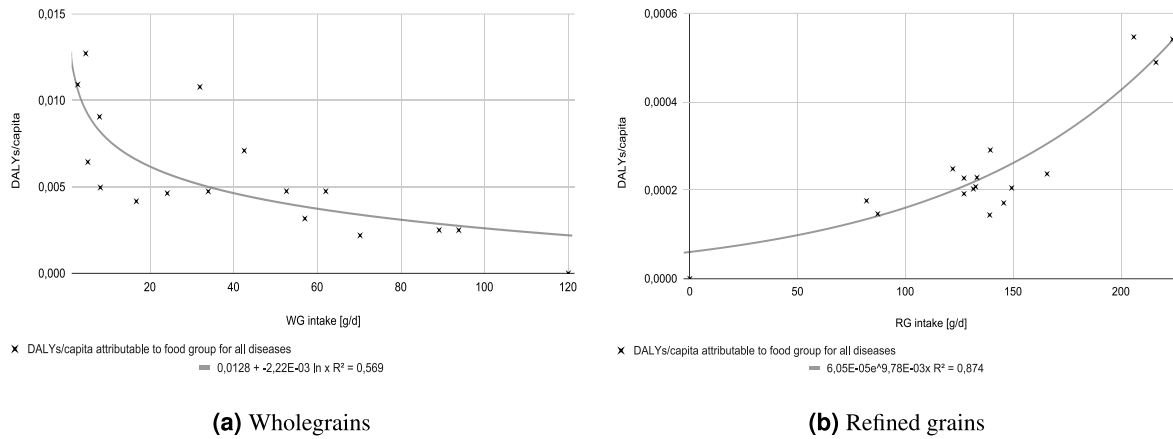 0,015
0,010
0,005
0,000
DALYs/capita
20
40
60
80
100
120
WG intake [g/d]
DALYs/capita attributable to food group for all diseases
0,0128 + -2,22E-03 ln x R² = 0,569
(a) Wholegrains
0,0006
0,0004
0,0002
0,0000
DALYs/capita
0
50
100
150
200
RG intake [g/d]
DALYs/capita attributable to food group for all diseases
6,05E-05e^9,78E-03x R² = 0,874
(b) Refined grains